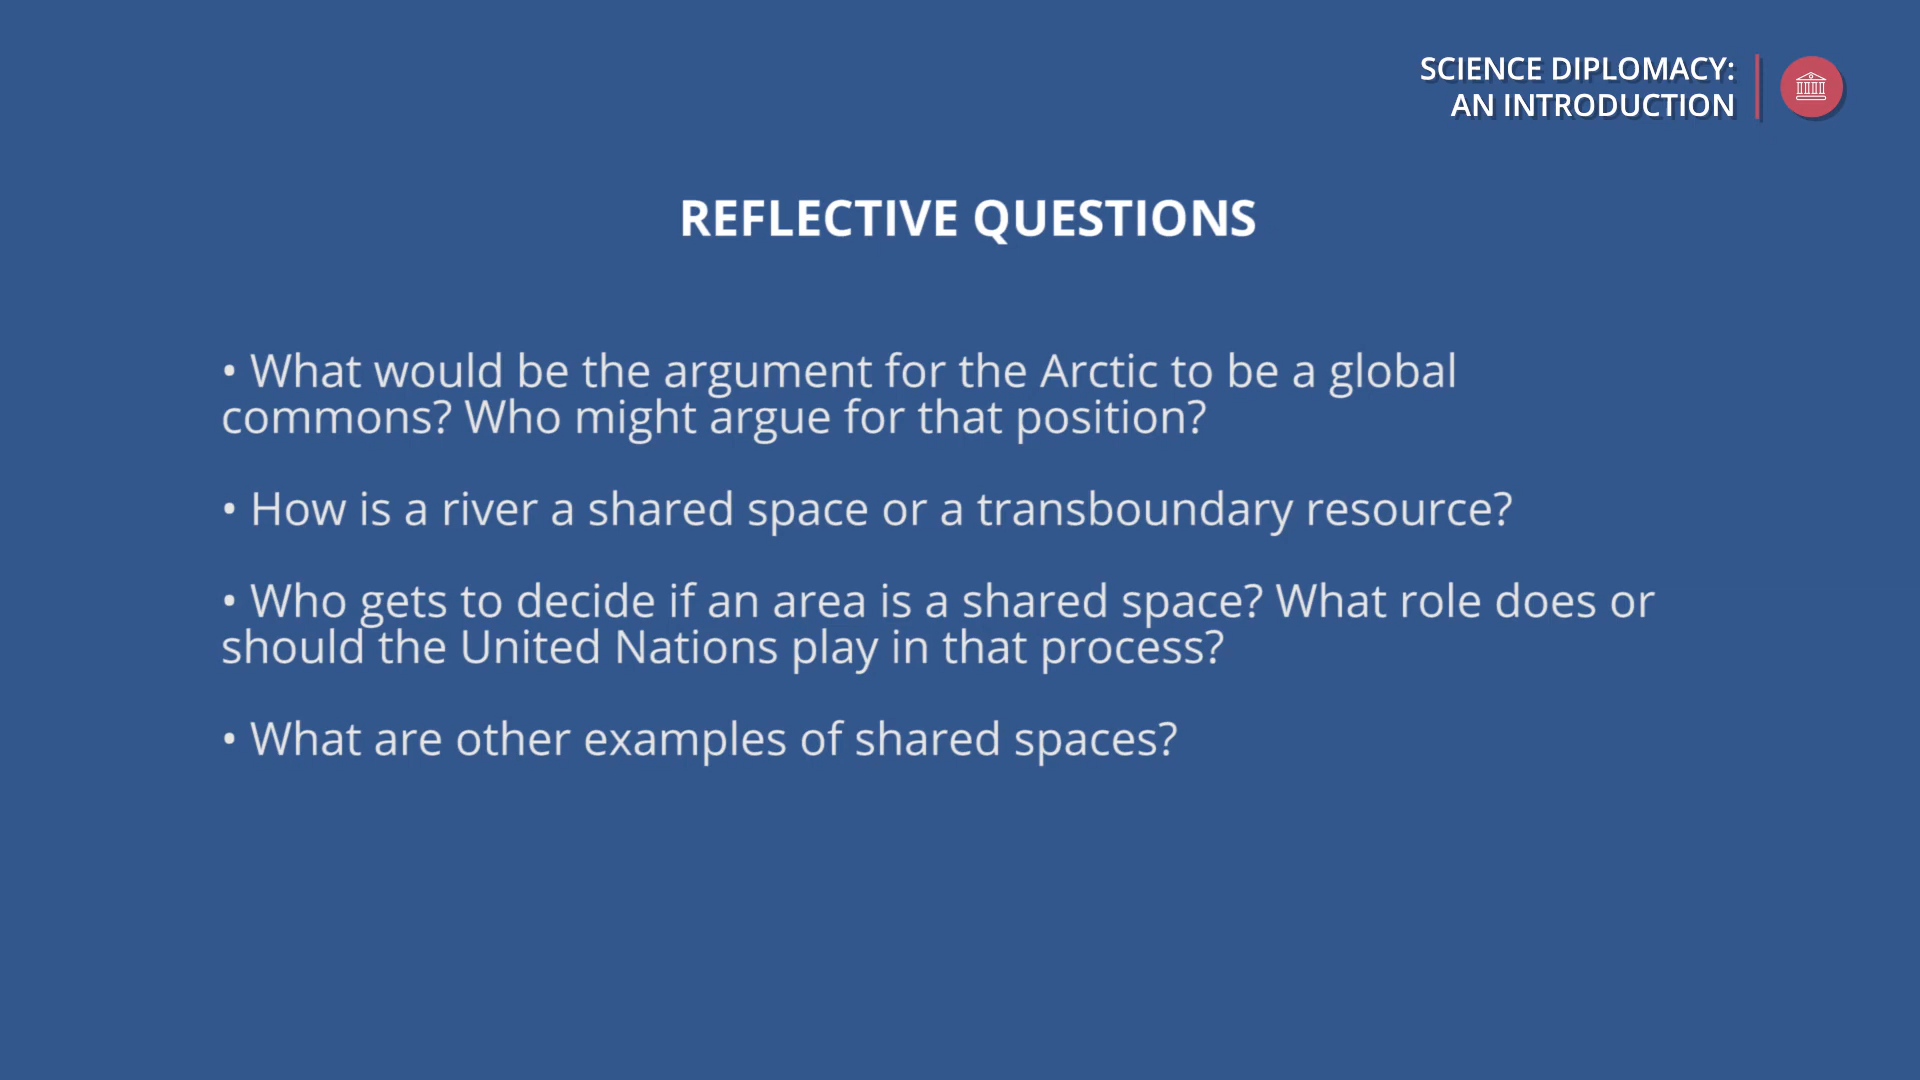 SCIENCE DIPLOMACY:
AN INTRODUCTION
REFLECTIVE QUESTIONS
• What would be the argument for the Arctic to be a global
commons? Who might argue for that position?
• How is a river a shared space or a transboundary resource?
• Who gets to decide if an area is a shared space? What role does or
should the United Nations play in that process?
• What are other examples of shared spaces?